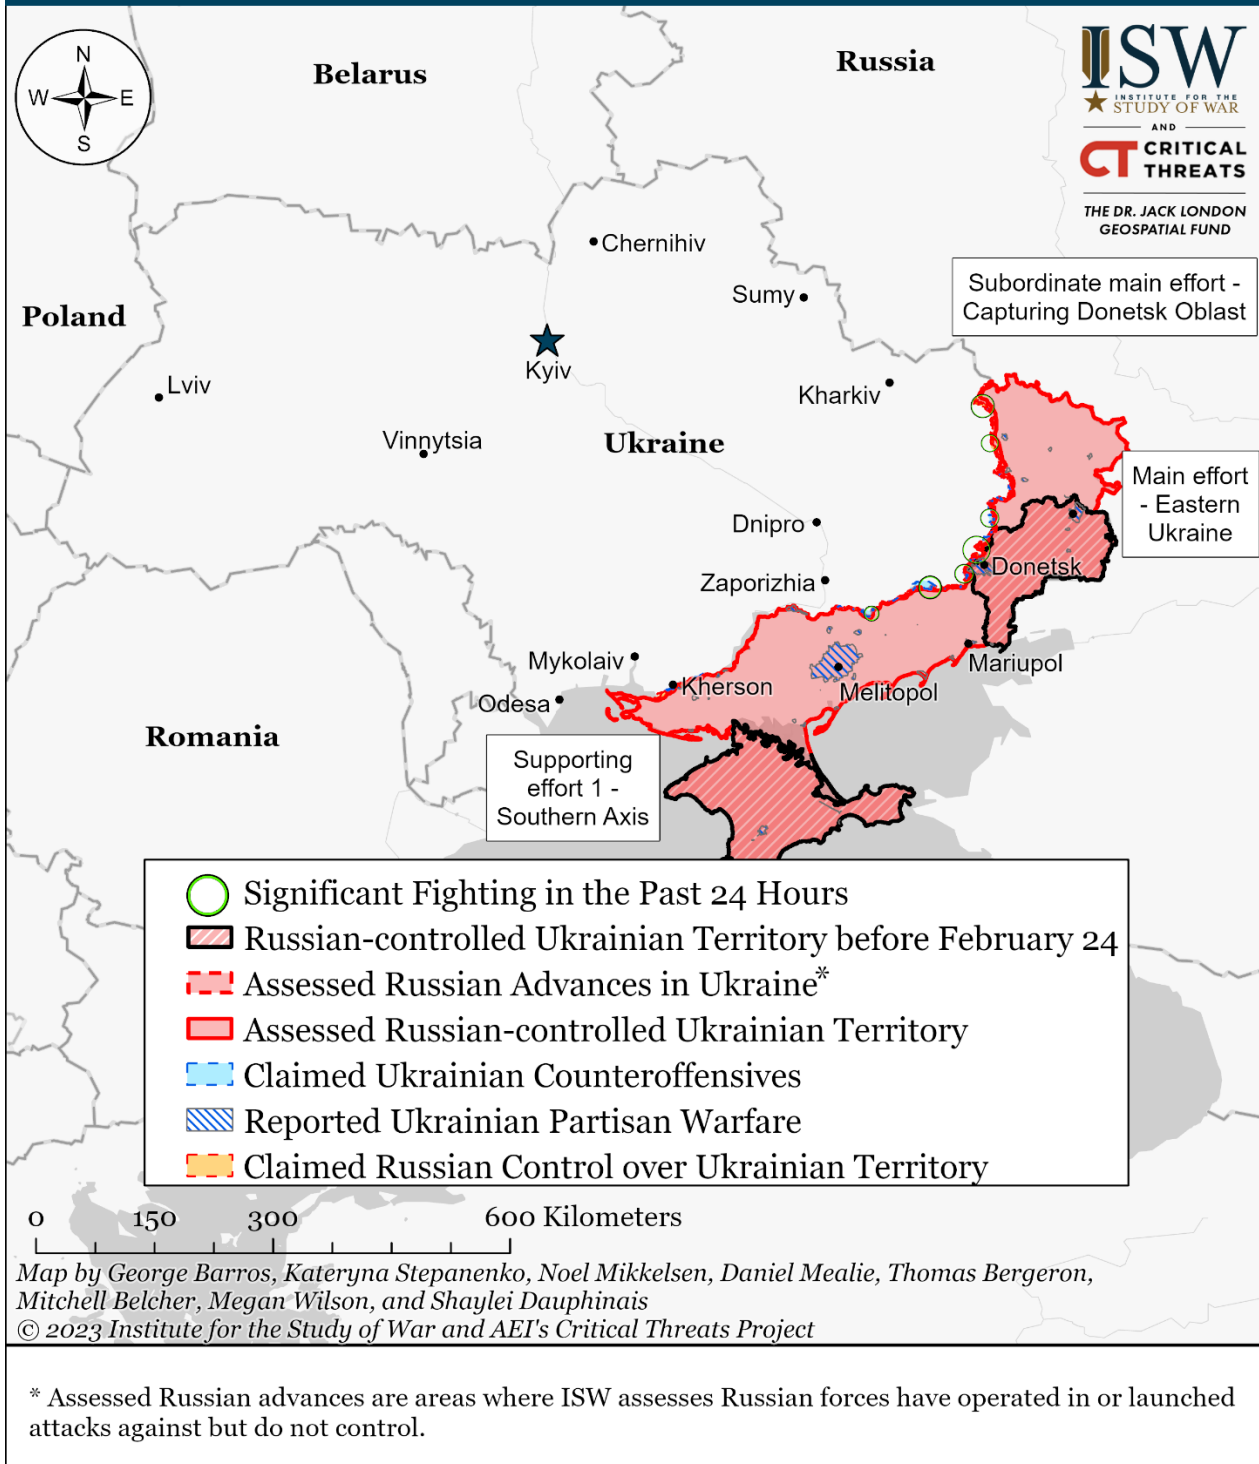 N
W
E
S
Belarus
Russia
ISW
INSTITUTE FOR THE
STUDY OF WAR
AND
CT CRITICAL
THREATS
THE DR. JACK LONDON
GEOSPATIAL FUND
Chernihiv
Sumy
Subordinate main effort -
Capturing Donetsk Oblast
Poland
Kyiv
Lviv
Kharkiv
Vinnytsia
Ukraine
Main effort
- Eastern
Ukraine
Dnipro
Donetsk
Zaporizhia
Mykolaiv
Mariupol
Kherson
Melitopol
Odesa
Romania
Supporting
effort 1 -
Southern Axis
Significant Fighting in the Past 24 Hours
Russian-controlled Ukrainian Territory before February 24
Assessed Russian Advances in Ukraine*
Assessed Russian-controlled Ukrainian Territory
Claimed Ukrainian Counteroffensives
Reported Ukrainian Partisan Warfare
Claimed Russian Control over Ukrainian Territory
0 150 300 600 Kilometers
Map by George Barros, Kateryna Stepanenko, Noel Mikkelsen, Daniel Mealie, Thomas Bergeron,
Mitchell Belcher, Megan Wilson, and Shaylei Dauphinais
© 2023 Institute for the Study of War and AEI's Critical Threats Project
* Assessed Russian advances are areas where ISW assesses Russian forces have operated in or launched
attacks against but do not control.